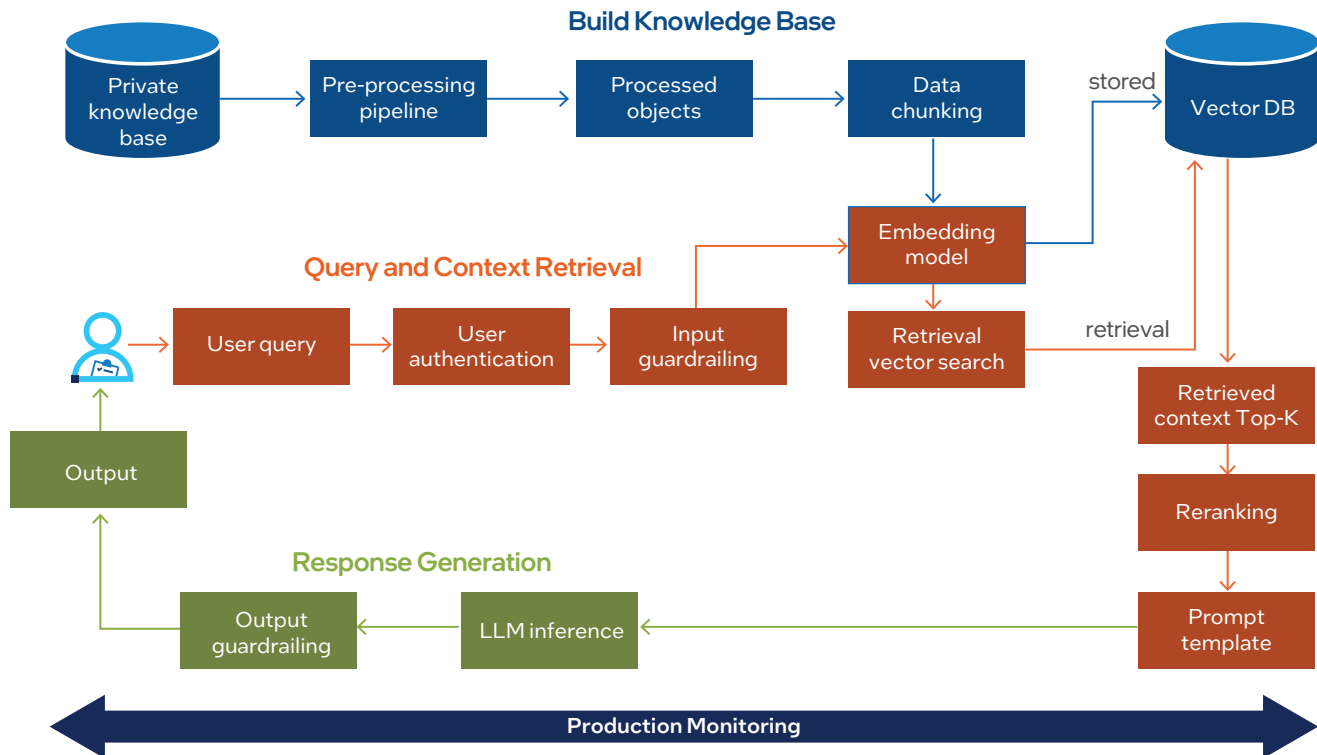 Build Knowledge Base
Private
knowledge
base
Pre-processing
pipeline
Processed
objects
Data
chunking
stored
Vector DB
Embedding
model
Query and Context Retrieval
User query
User
authentication
Input
guardrailing
Retrieval
vector search
retrieval
Retrieved
context Top-K
Reranking
Prompt
template
Response Generation
LLM inference
Output
guardrailing
Output
Production Monitoring